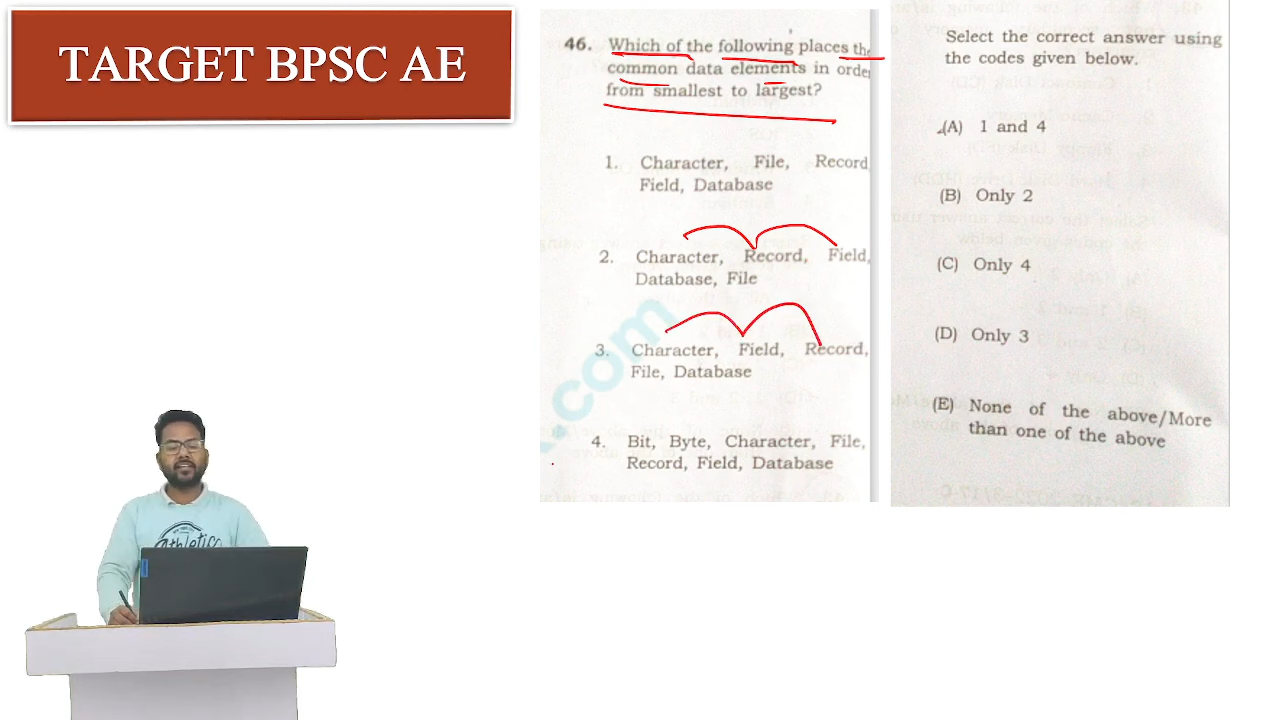 TARGET BPSC AE
46. Which of the following places the
common data elements in order
from smallest to largest?
1. Character, File, Record
Field, Database
2. Character, Record, Field,
Database, File
3. Character, Field, Record,
File, Database
4. Bit, Byte, Character, File,
Record, Field, Database
.com
Select the correct answer using
the codes given below.
(A) 1 and 4
(B) Only 2
(C) Only 4
(D) Only 3
(E) None of the above/More
than one of the above
Athletics